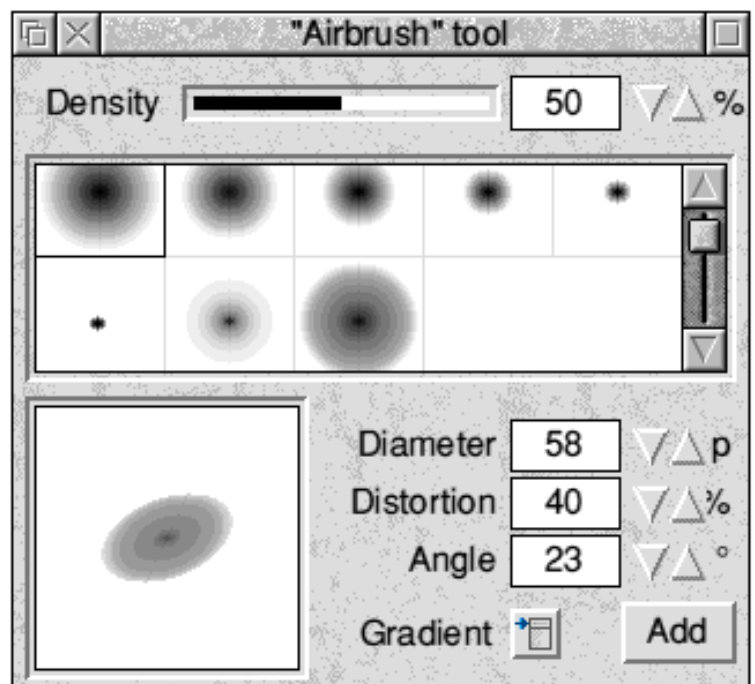 "Airbrush" tool
Density 50 %
Diameter 58 p
Distortion 40 %
Angle 23 °
Gradient Add